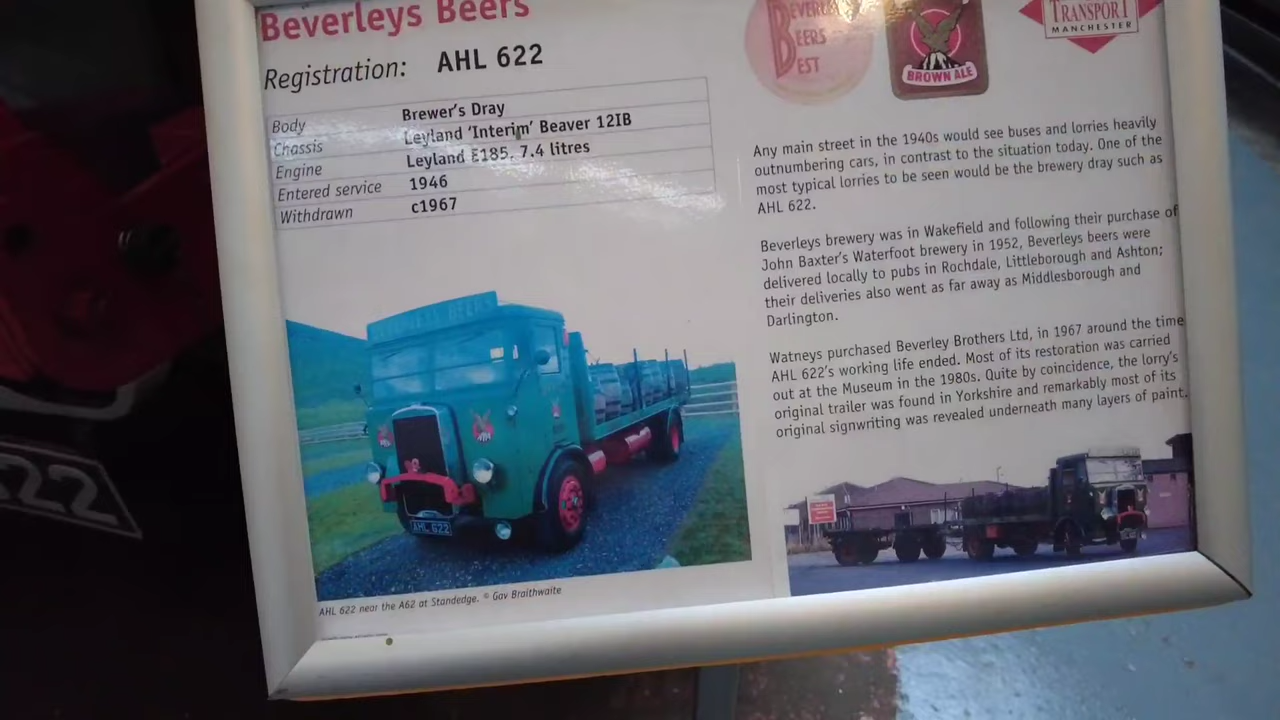 Beverleys Beers
Registration: AHL 622
Body Brewer's Dray
Chassis Leyland 'Interim' Beaver 12IB
Engine Leyland E185, 7.4 litres
Entered service 1946
Withdrawn c1967
BEVERLEYS
BEERS
BEST
BROWN ALE
TRANSPORT
MANCHESTER
Any main street in the 1940s would see buses and lorries heavily
outnumbering cars, in contrast to the situation today. One of the
most typical lorries to be seen would be the brewery dray such as
AHL 622.
Beverleys brewery was in Wakefield and following their purchase of
John Baxter's Waterfoot brewery in 1952, Beverleys beers were
delivered locally to pubs in Rochdale, Littleborough and Ashton;
their deliveries also went as far away as Middlesborough and
Darlington.
Watneys purchased Beverley Brothers Ltd, in 1967 around the time
AHL 622's working life ended. Most of its restoration was carried
out at the Museum in the 1980s. Quite by coincidence, the lorry's
original trailer was found in Yorkshire and remarkably most of its
original signwriting was revealed underneath many layers of paint.
BEVERLEYS BEERS
AHL 622
AHL 622 near the A62 at Standedge. © Gav Braithwaite
22